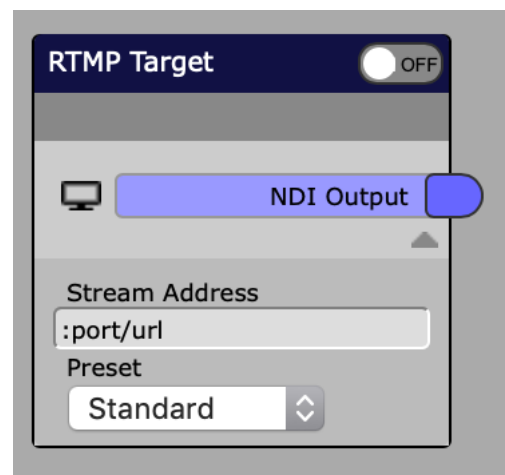 RTMP Target
OFF
NDI Output
Stream Address
:port/url
Preset
Standard